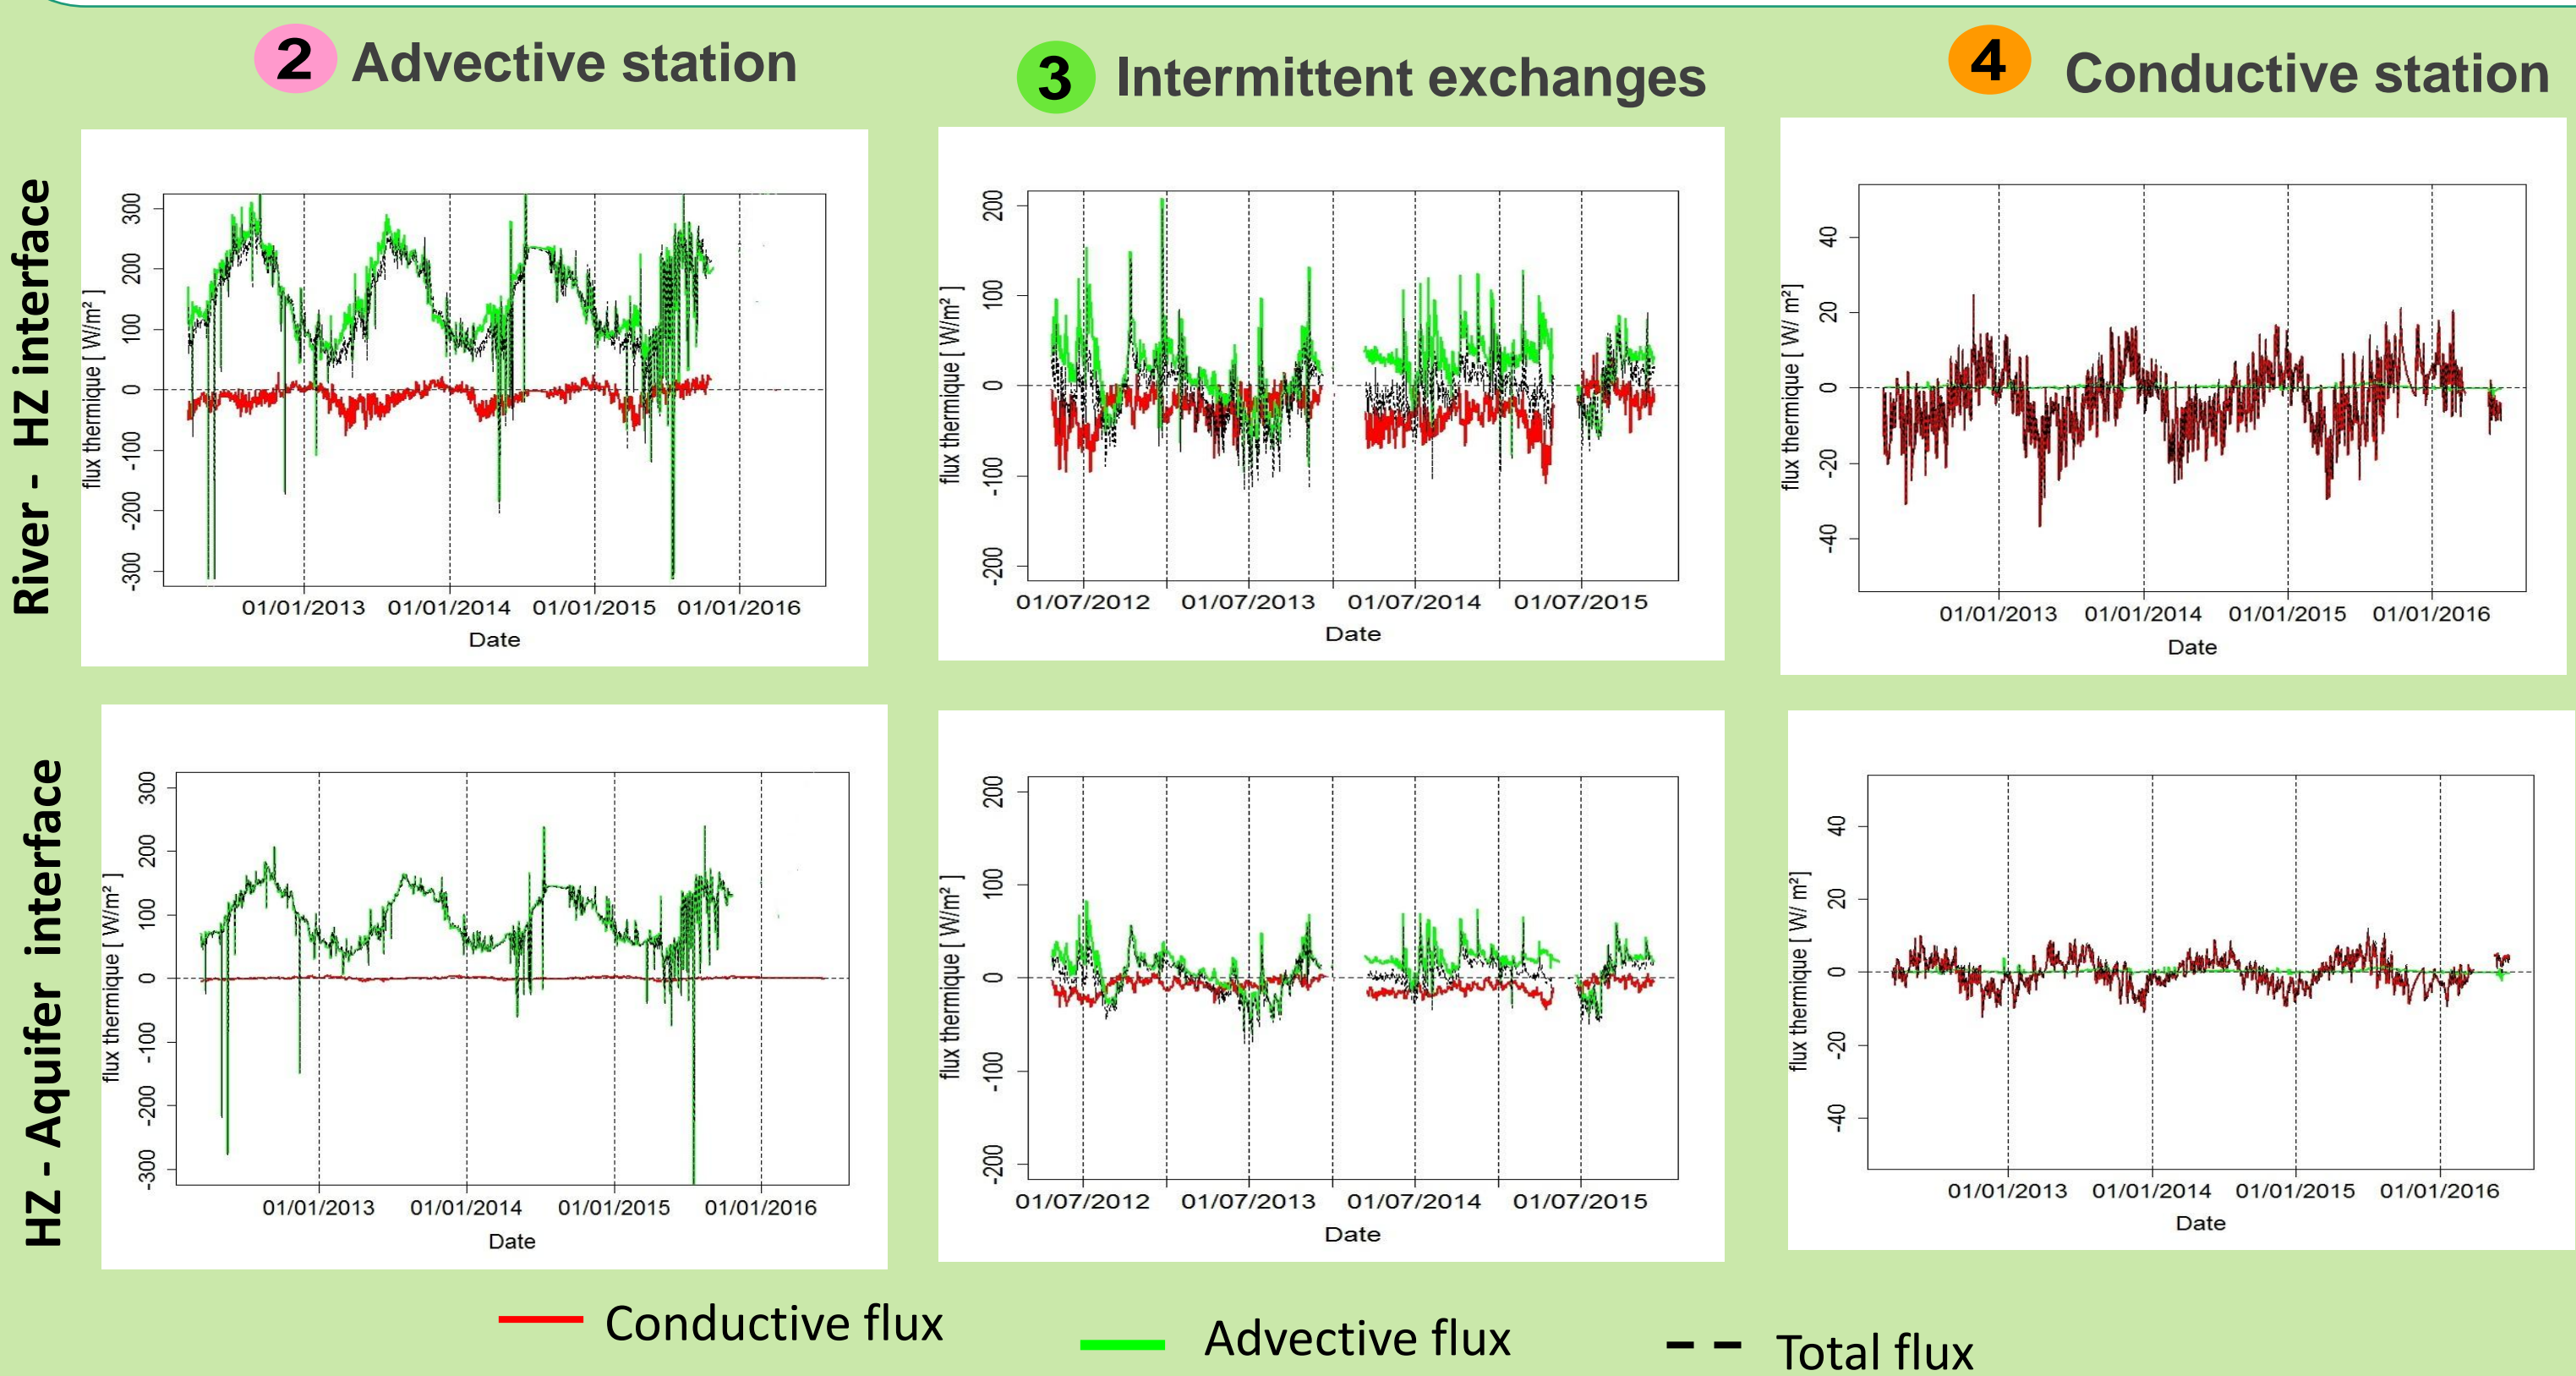 2 Advective station
3 Intermittent exchanges
4 Conductive station
River - HZ interface
flux thermique [ W/m² ]
300
200
100
0
-100
-200
-300
01/01/2013 01/01/2014 01/01/2015 01/01/2016
Date
flux thermique [ W/m² ]
200
100
0
-100
-200
01/07/2012 01/07/2013 01/07/2014 01/07/2015
Date
flux thermique [ W/ m²]
40
20
0
-20
-40
01/01/2013 01/01/2014 01/01/2015 01/01/2016
Date
HZ - Aquifer interface
flux thermique [ W/m² ]
300
200
100
0
-100
-200
-300
01/01/2013 01/01/2014 01/01/2015 01/01/2016
Date
flux thermique [ W/m² ]
200
100
0
-100
-200
01/07/2012 01/07/2013 01/07/2014 01/07/2015
Date
flux thermique [ W/ m²]
40
20
0
-20
-40
01/01/2013 01/01/2014 01/01/2015 01/01/2016
Date
Conductive flux
Advective flux
Total flux